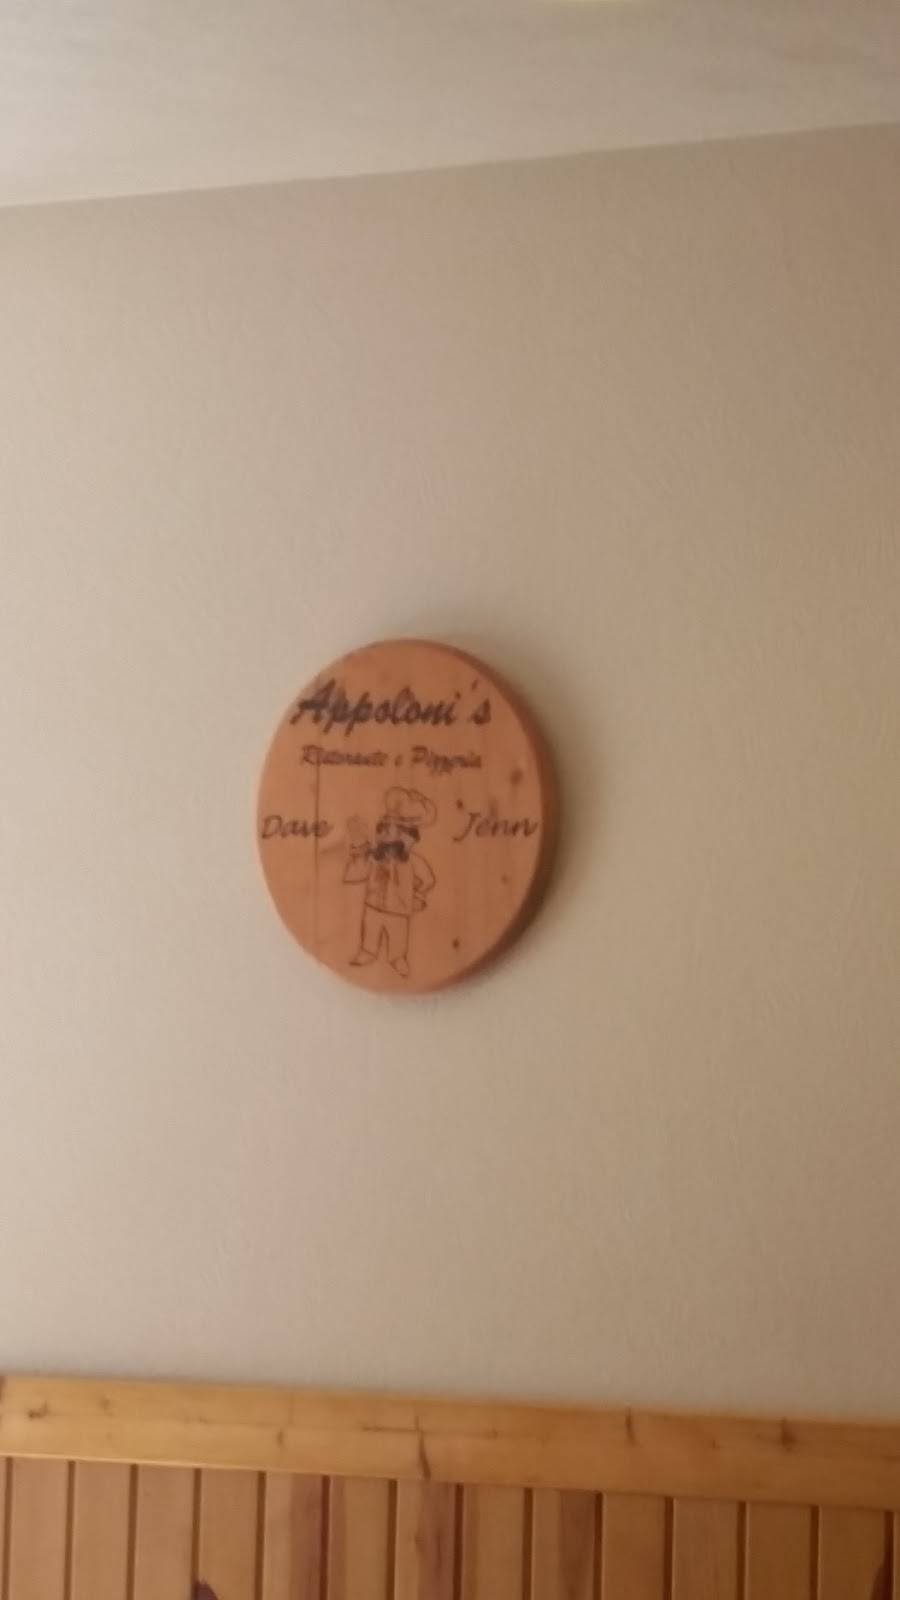 Appoloni's
Ristorante e Pizzeria
Dave Jenn